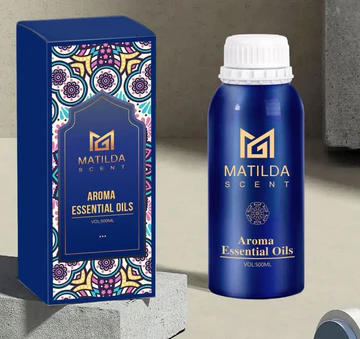 MATILDA
SCENT
AROMA
ESSENTIAL OILS
VOL:500ML
...
MATILDA
SCENT
Aroma
Essential Oils
VOL:500ML